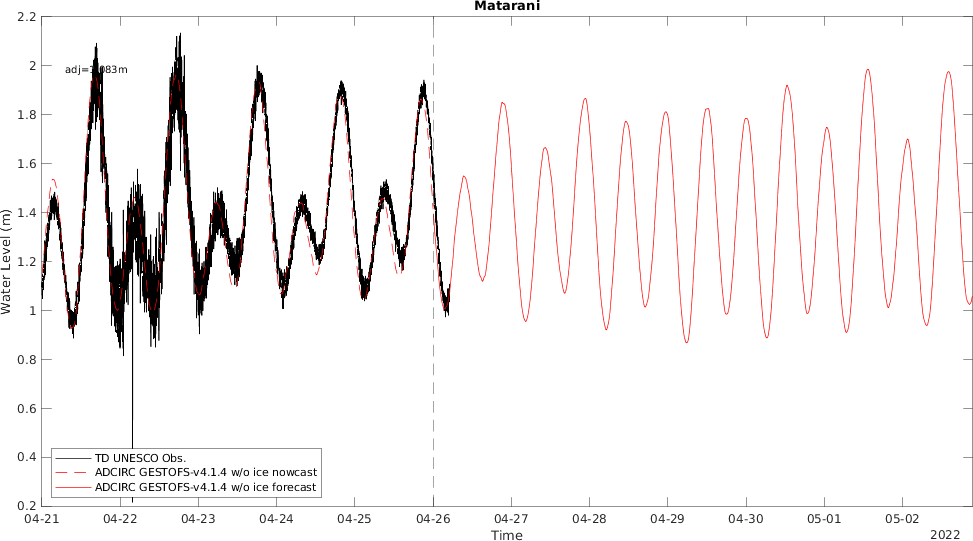 Matarani
2.2
2
1.8
1.6
1.4
1.2
1
0.8
0.6
0.4
0.2
Water Level (m)
TD UNESCO Obs.
ADCIRC GESTOFS-v4.1.4 w/o ice nowcast
ADCIRC GESTOFS-v4.1.4 w/o ice forecast
04-21 04-22 04-23 04-24 04-25 04-26 04-27 04-28 04-29 04-30 05-01 05-02
Time
2022